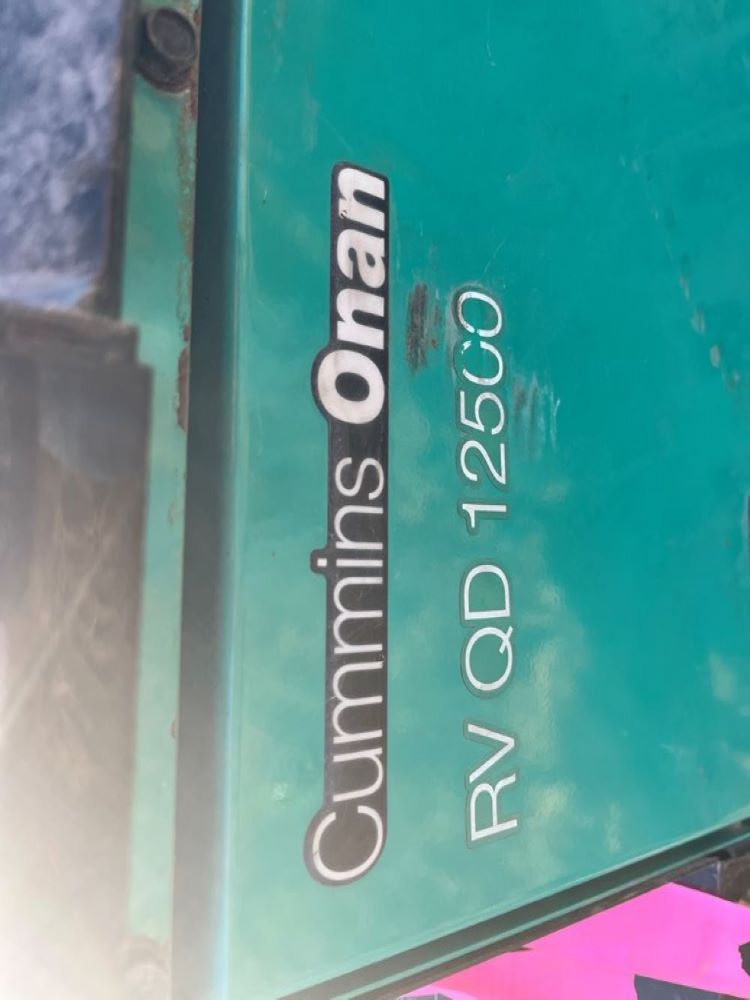 Cummins Onan
RV QD 12500